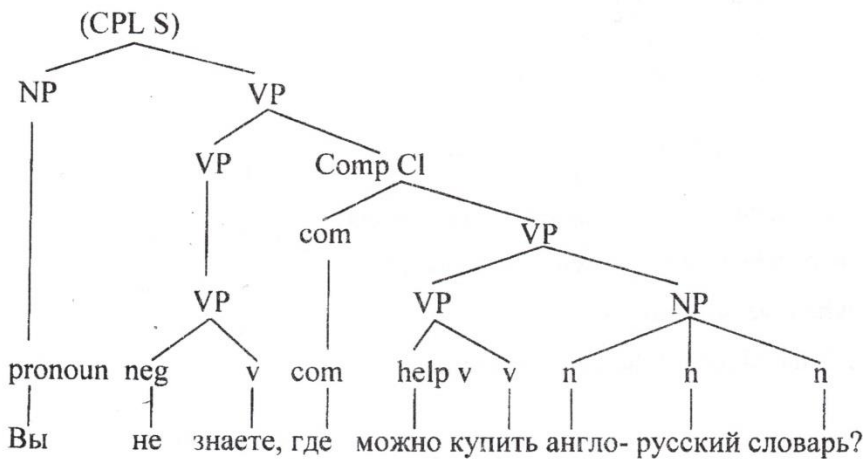 (CPL S)
NP VP
VP Comp Cl
com VP
VP VP NP
pronoun neg v com help v v n n n
Вы не знаете, где можно купить англо- русский словарь?